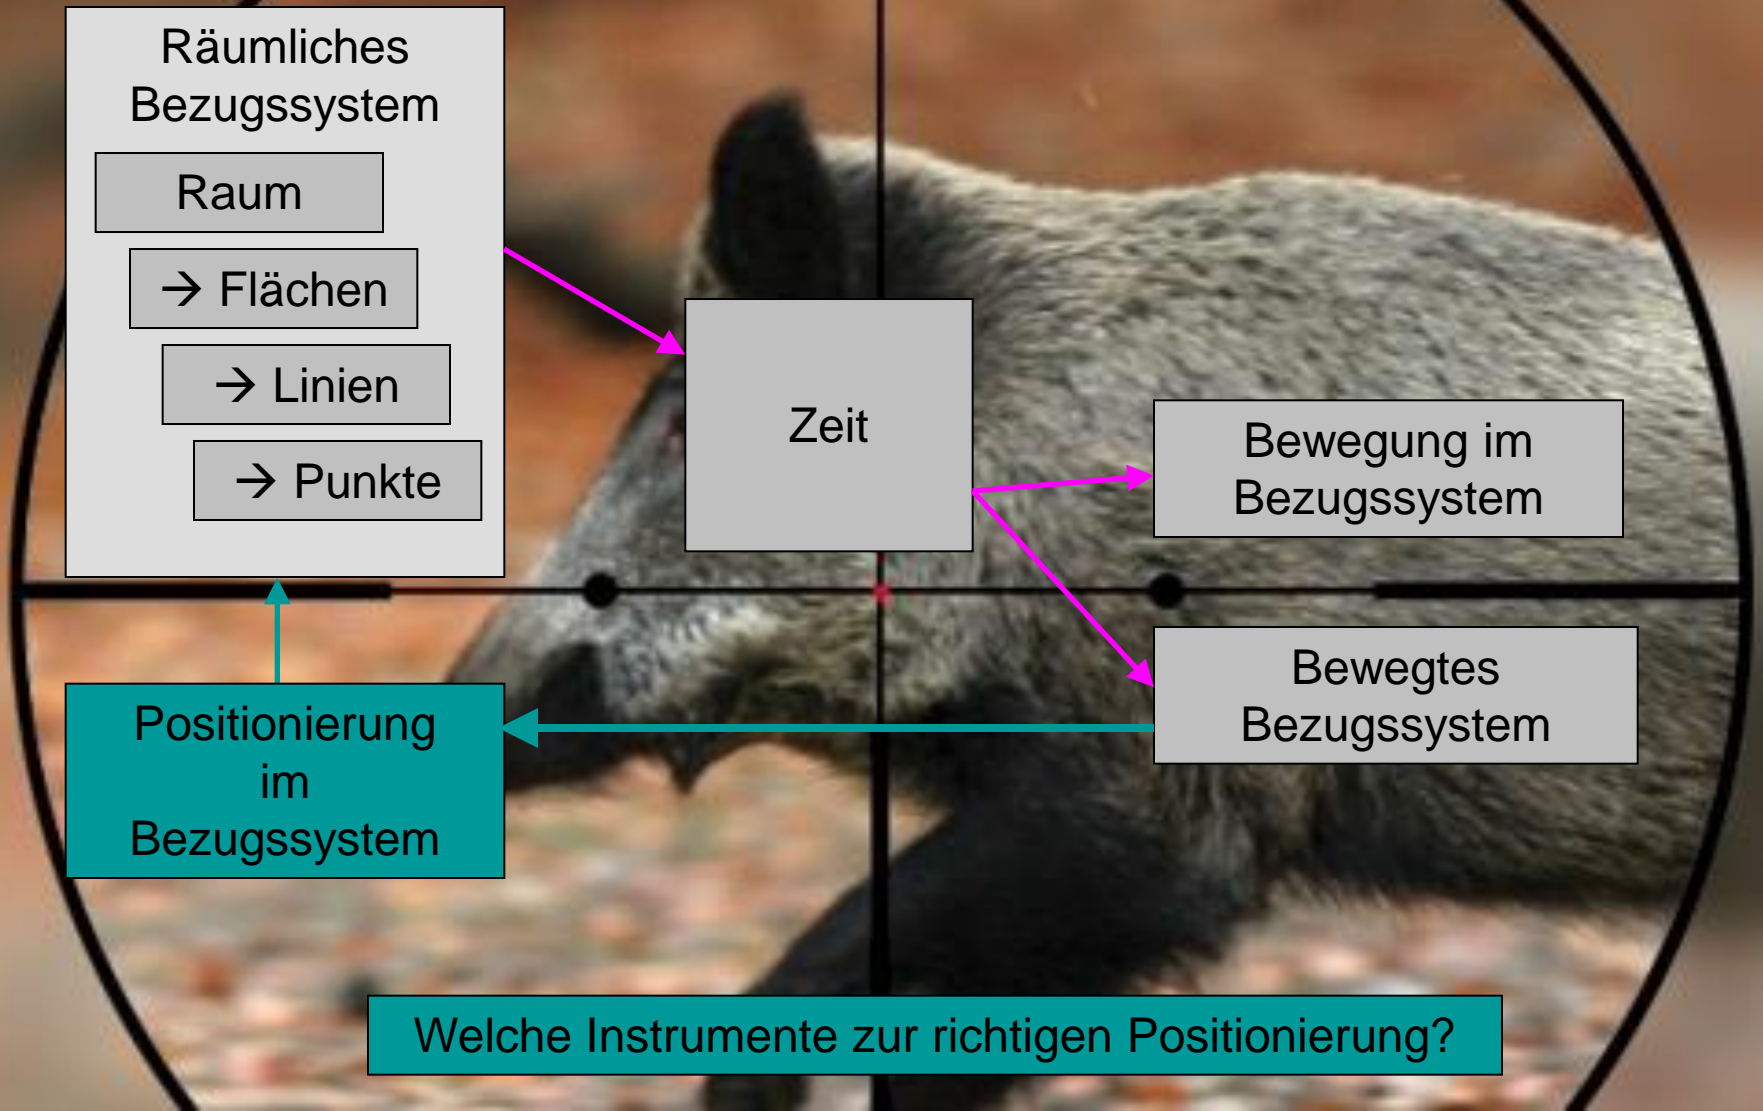 Räumliches
Bezugssystem
Raum
→ Flächen
→ Linien
→ Punkte
Zeit
Bewegung im
Bezugssystem
Bewegtes
Bezugssystem
Positionierung
im
Bezugssystem
Welche Instrumente zur richtigen Positionierung?